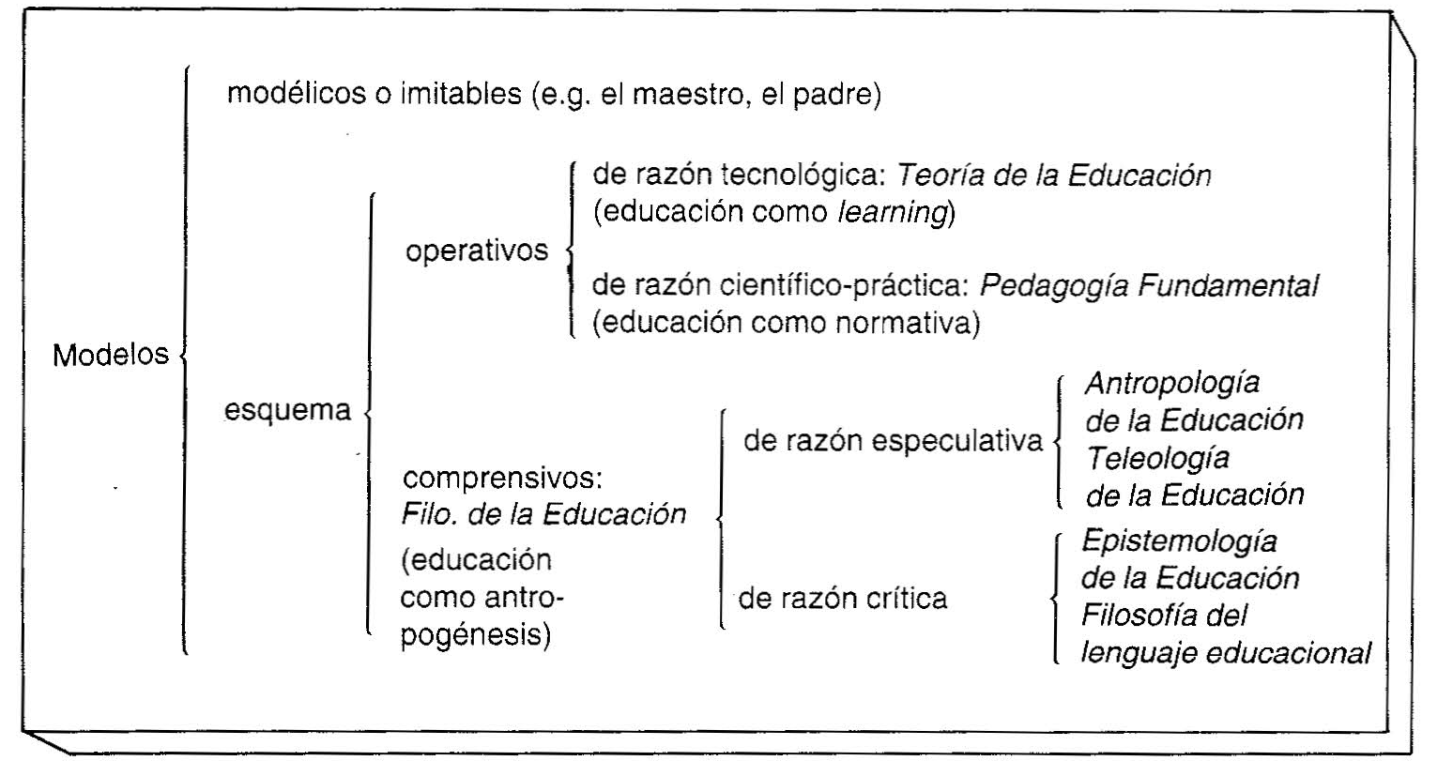 modélicos o imitables (e.g. el maestro, el padre)
de razón tecnológica: Teoría de la Educación
(educación como learning)
operativos
de razón científico-práctica: Pedagogía Fundamental
(educación como normativa)
Modelos
esquema
Antropología
de la Educación
de razón especulativa
Teleología
de la Educación
comprensivos:
Filo. de la Educación
(educación
como antro-
pogénesis)
de razón crítica
Epistemología
de la Educación
Filosofía del
lenguaje educacional